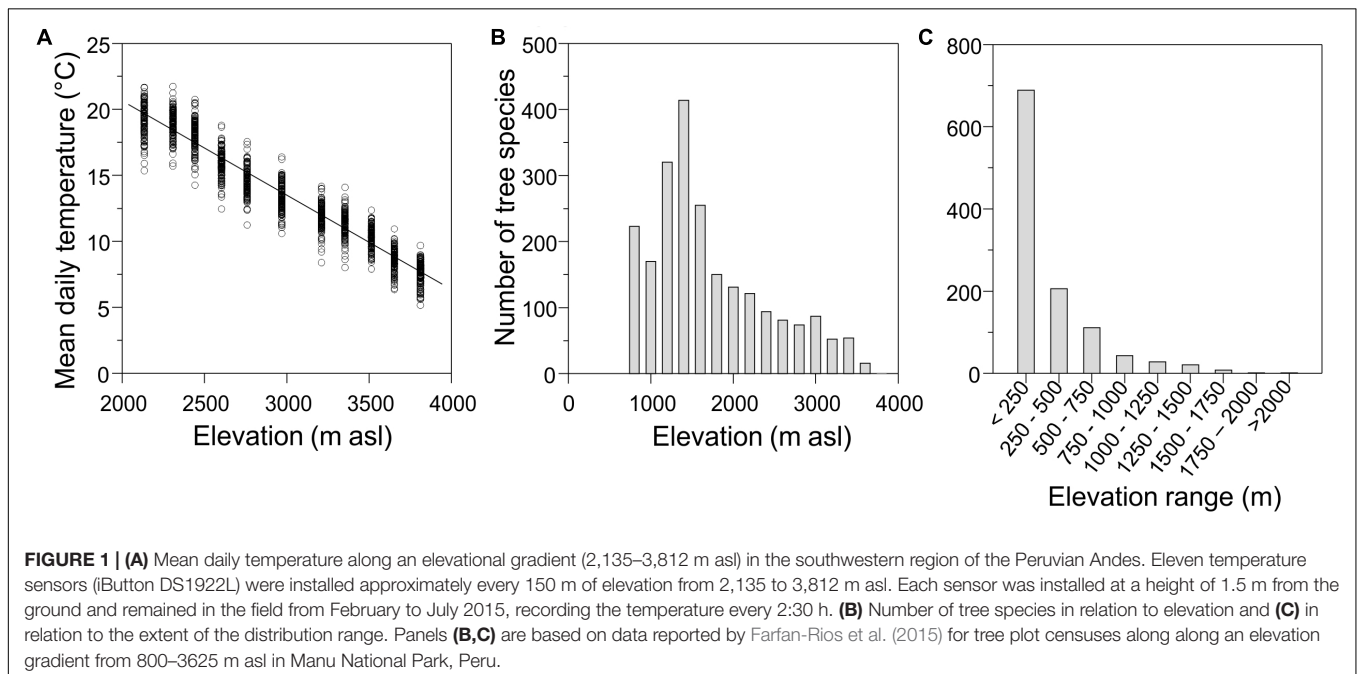 A
Mean daily temperature (°C)
25
20
15
10
5
0
2000
2500
3000
3500
4000
Elevation (m asl)
B
Number of tree species
500
400
300
200
100
0
0
1000
2000
3000
4000
Elevation (m asl)
C
800
600
400
200
0
< 250
250 - 500
500 - 750
750 - 1000
1000 - 1250
1250 - 1500
1500 - 1750
1750 – 2000
>2000
Elevation range (m)
FIGURE 1 | (A) Mean daily temperature along an elevational gradient (2,135–3,812 m asl) in the southwestern region of the Peruvian Andes. Eleven temperature
sensors (iButton DS1922L) were installed approximately every 150 m of elevation from 2,135 to 3,812 m asl. Each sensor was installed at a height of 1.5 m from the
ground and remained in the field from February to July 2015, recording the temperature every 2:30 h. (B) Number of tree species in relation to elevation and (C) in
relation to the extent of the distribution range. Panels (B,C) are based on data reported by Farfan-Rios et al. (2015) for tree plot censuses along along an elevation
gradient from 800–3625 m asl in Manu National Park, Peru.